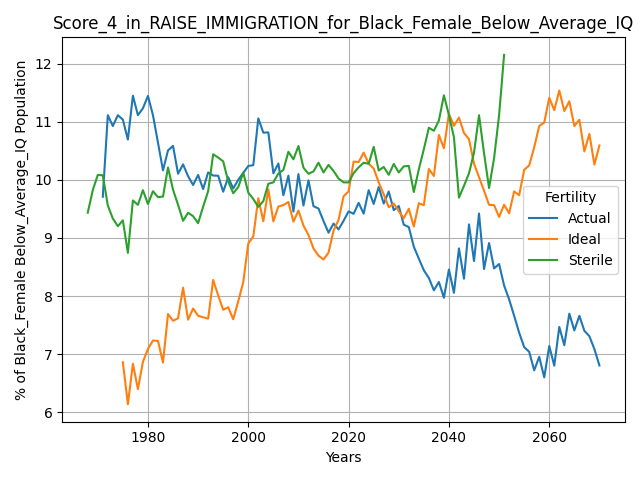 Score_4_in_RAISE_IMMIGRATION_for_Black_Female_Below_Average_IQ
% of Black_Female Below_Average_IQ Population
12
11
10
9
8
7
6
Fertility
Actual
Ideal
Sterile
1980
2000
2020
2040
2060
Years